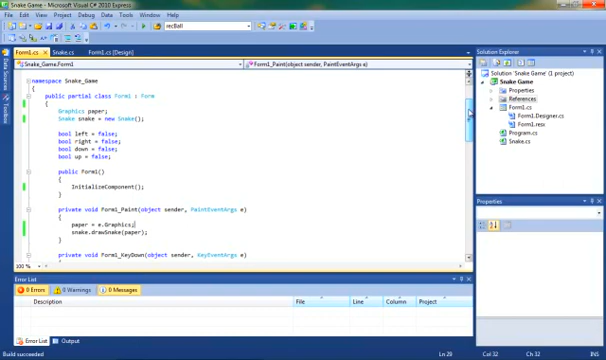 Snake Game - Microsoft Visual C# 2010 Express
File Edit View Project Debug Data Tools Window Help
recBall
Form1.cs Snake.cs Form1.cs [Design]
Snake_Game.Form1 Form1_Paint(object sender, PaintEventArgs e)
namespace Snake_Game
{
public partial class Form1 : Form
{
Graphics paper;
Snake snake = new Snake();
bool left = false;
bool right = false;
bool down = false;
bool up = false;
public Form1()
{
InitializeComponent();
}
private void Form1_Paint(object sender, PaintEventArgs e)
{
paper = e.Graphics;
snake.drawSnake(paper);
}
private void Form1_KeyDown(object sender, KeyEventArgs e)
100 %
Data Sources
Toolbox
Solution Explorer
Solution 'Snake Game' (1 project)
Snake Game
Properties
References
Form1.cs
Form1.Designer.cs
Form1.resx
Program.cs
Snake.cs
Properties
Error List
0 Errors 0 Warnings 0 Messages
Description File Line Column Project
Error List Output
Build succeeded Ln 28 Col 32 Ch 32 INS